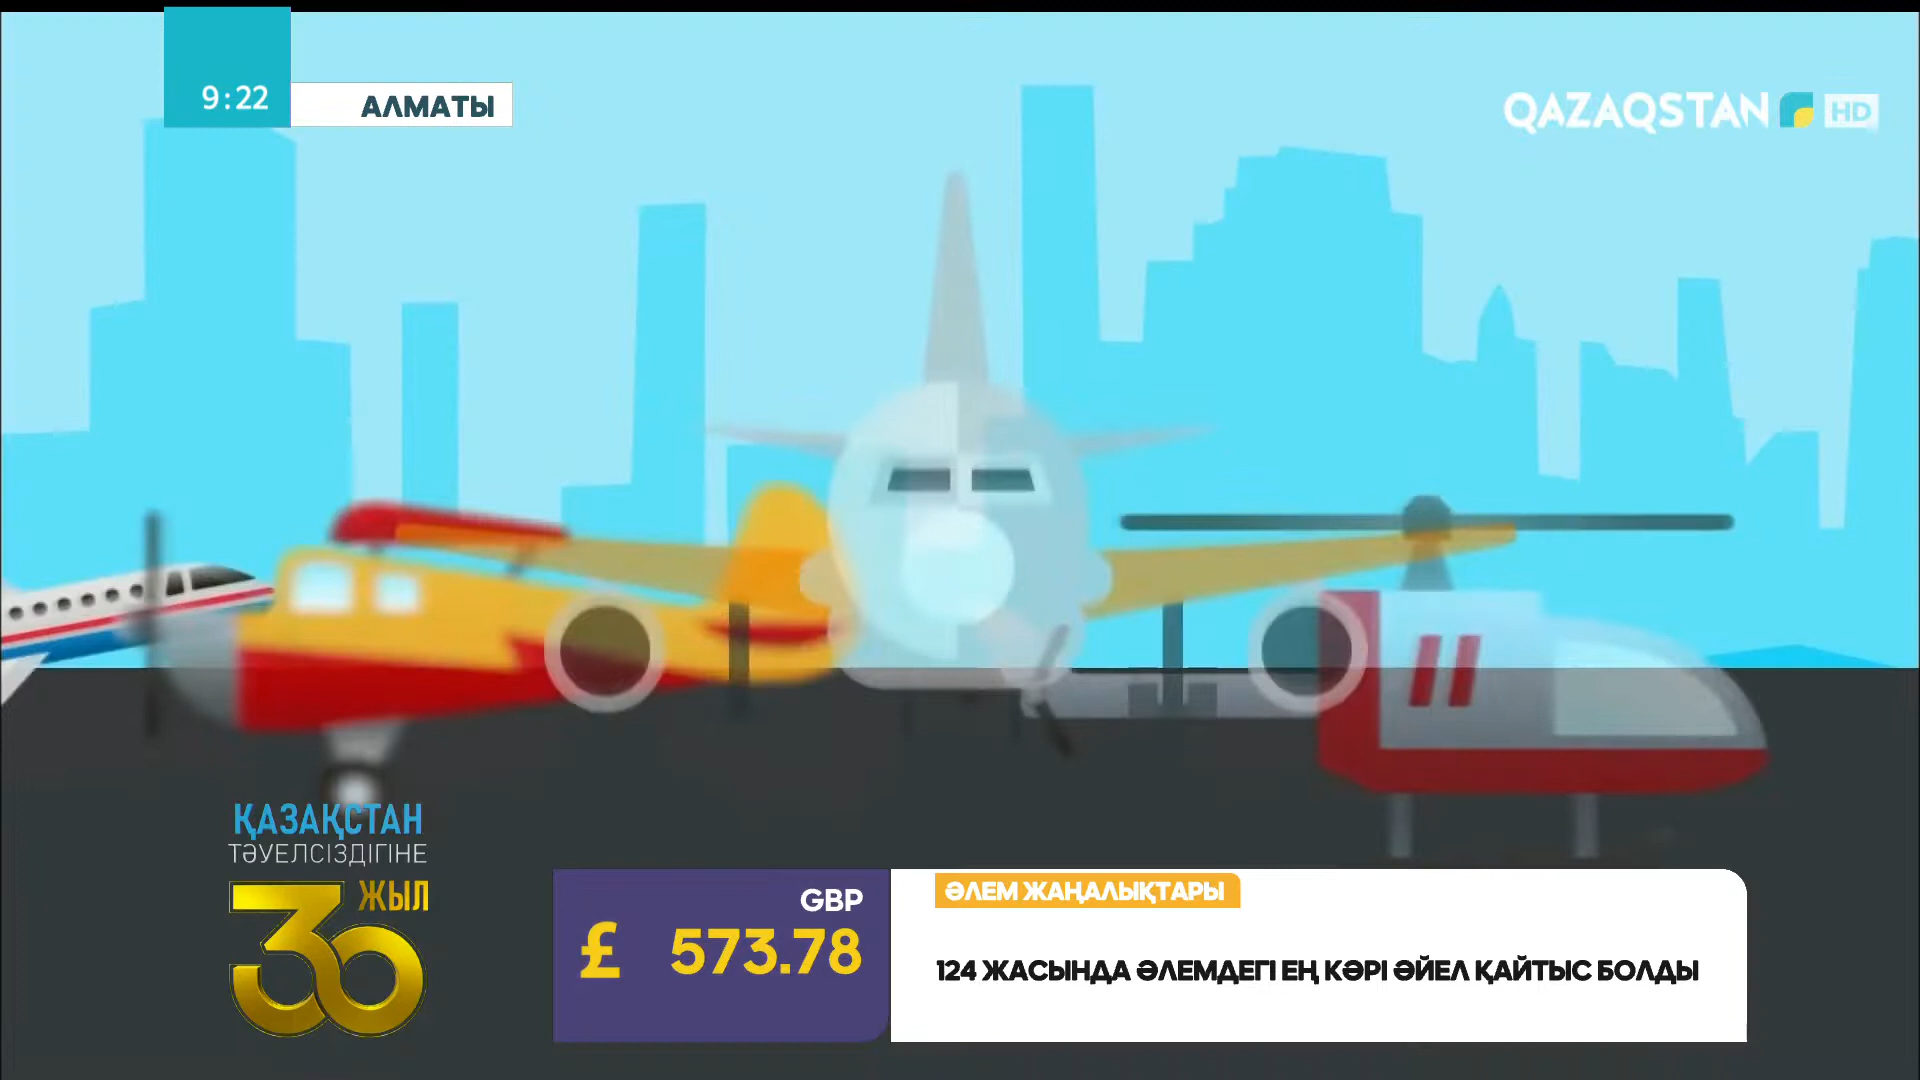 9:22
АЛМАТЫ
QAZAQSTAN HD
ҚАЗАҚСТАН
ТӘУЕЛСІЗДІГІНЕ
30 ЖЫЛ
GBP
£ 573.78
ӘЛЕМ ЖАҢАЛЫҚТАРЫ
124 ЖАСЫНДА ӘЛЕМДЕГІ ЕҢ КӘРІ ӘЙЕЛ ҚАЙТЫС БОЛДЫ